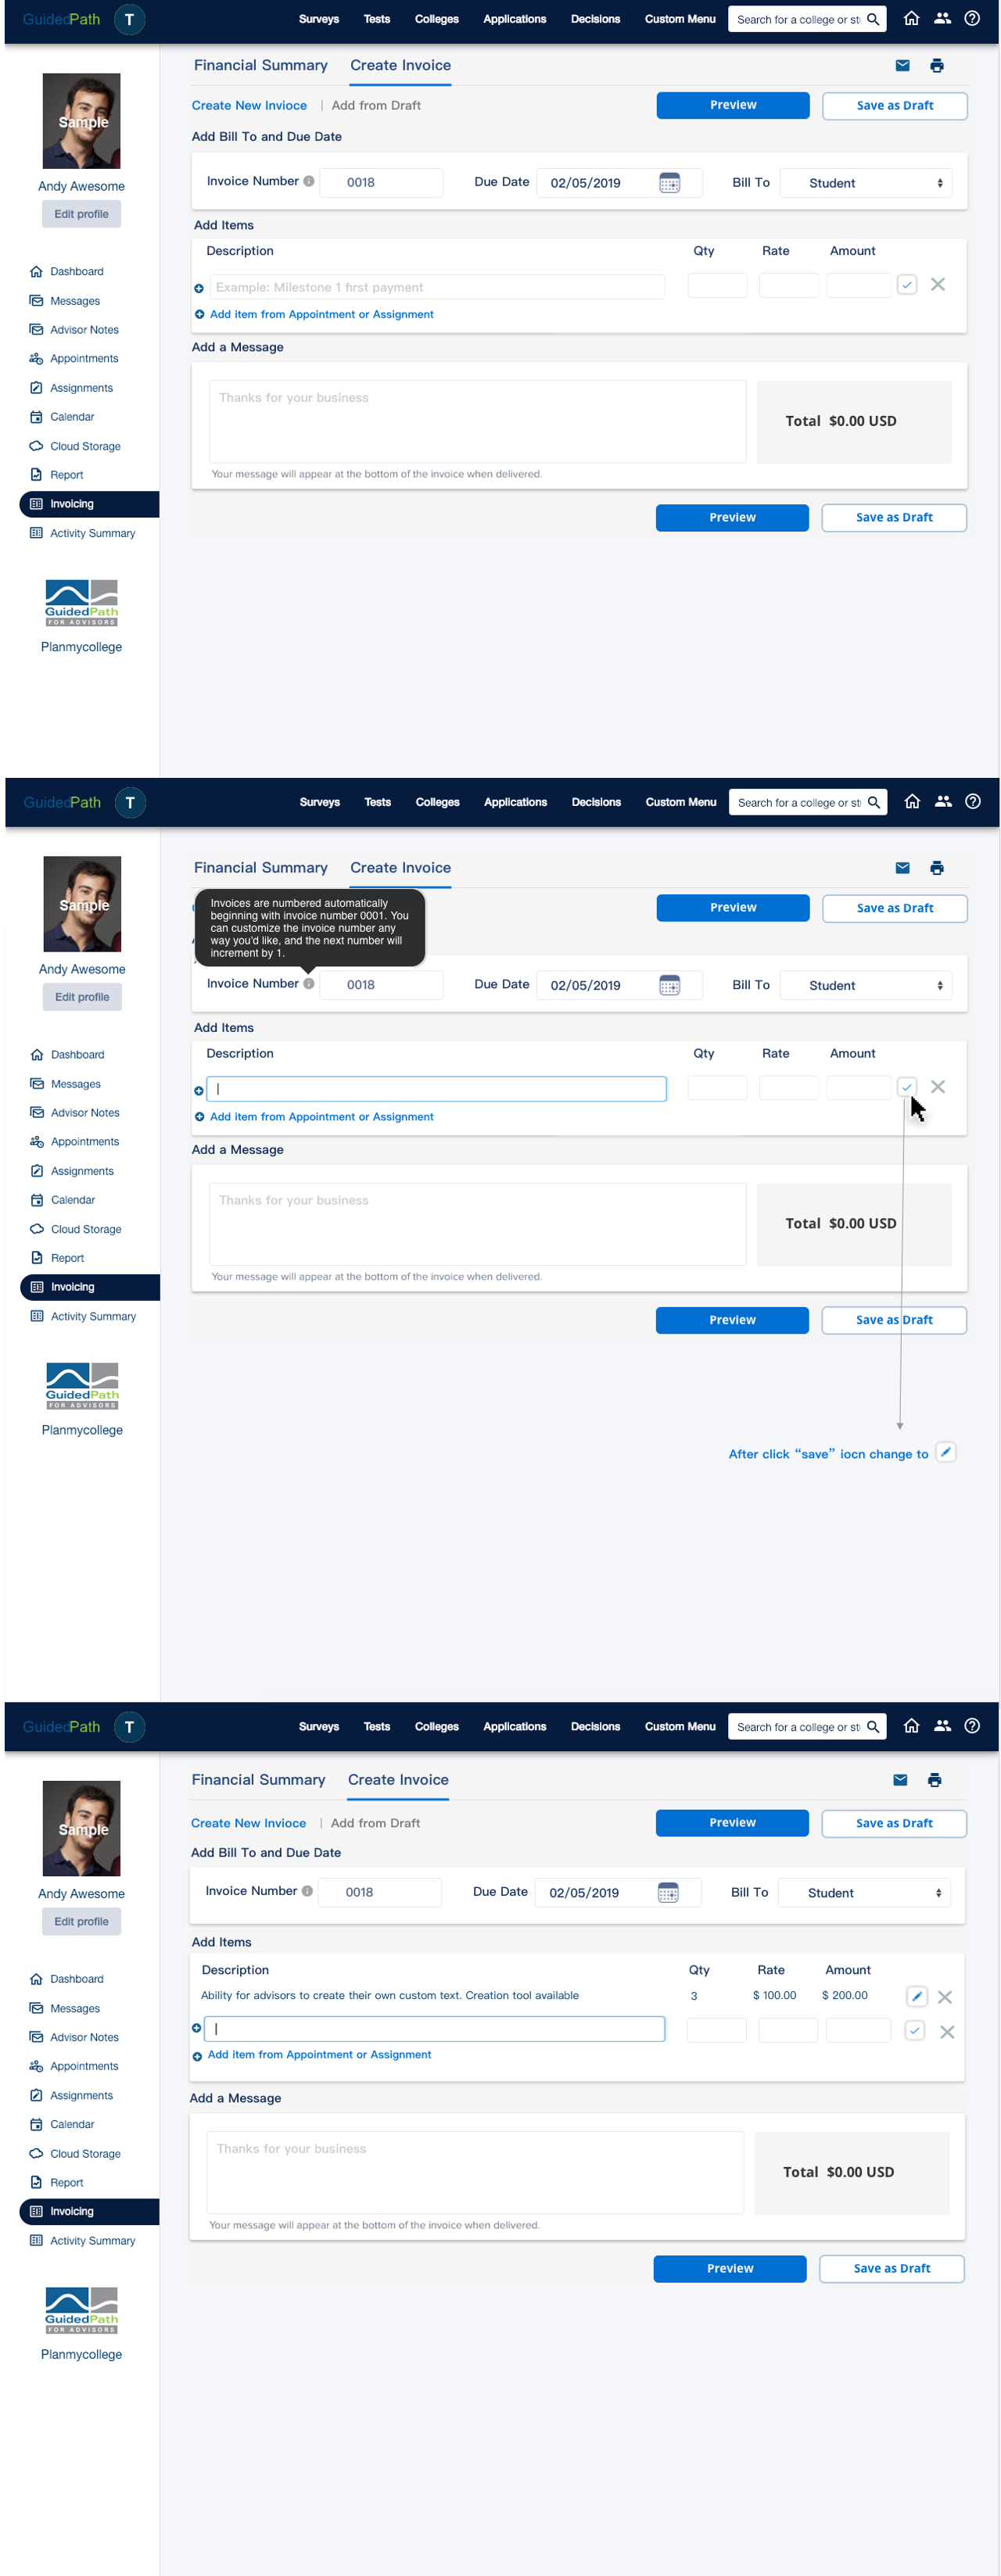 GuidedPath T Surveys Tests Colleges Applications Decisions Custom Menu Search for a college or st
Financial Summary Create Invoice
Sample
Create New Invioce | Add from Draft Preview Save as Draft
Add Bill To and Due Date
Andy Awesome
Invoice Number 0018 Due Date 02/05/2019 Bill To Student
Edit profile
Add Items
Description Qty Rate Amount
Dashboard
Example: Milestone 1 first payment
Messages
Add item from Appointment or Assignment
Advisor Notes
Add a Message
Appointments
Assignments
Thanks for your business
Calendar
Total $0.00 USD
Cloud Storage
Report
Your message will appear at the bottom of the invoice when delivered.
Invoicing
Preview Save as Draft
Activity Summary
GuidedPath
FOR ADVISORS
Planmycollege
GuidedPath T Surveys Tests Colleges Applications Decisions Custom Menu Search for a college or st
Financial Summary Create Invoice
Sample
Invoices are numbered automatically
beginning with invoice number 0001. You
can customize the invoice number any
way you'd like, and the next number will
increment by 1.
Preview Save as Draft
Andy Awesome
Invoice Number 0018 Due Date 02/05/2019 Bill To Student
Edit profile
Add Items
Description Qty Rate Amount
Dashboard
Messages
Add item from Appointment or Assignment
Advisor Notes
Add a Message
Appointments
Assignments
Thanks for your business
Calendar
Total $0.00 USD
Cloud Storage
Report
Your message will appear at the bottom of the invoice when delivered.
Invoicing
Preview Save as Draft
Activity Summary
GuidedPath
FOR ADVISORS
Planmycollege
After click “save” iocn change to
GuidedPath T Surveys Tests Colleges Applications Decisions Custom Menu Search for a college or st
Financial Summary Create Invoice
Sample
Create New Invioce | Add from Draft Preview Save as Draft
Add Bill To and Due Date
Andy Awesome
Invoice Number 0018 Due Date 02/05/2019 Bill To Student
Edit profile
Add Items
Description Qty Rate Amount
Dashboard
Ability for advisors to create their own custom text. Creation tool available 3 $ 100.00 $ 200.00
Messages
Advisor Notes
Add item from Appointment or Assignment
Appointments
Assignments
Add a Message
Calendar
Thanks for your business
Cloud Storage
Total $0.00 USD
Report
Invoicing
Your message will appear at the bottom of the invoice when delivered.
Activity Summary
Preview Save as Draft
GuidedPath
FOR ADVISORS
Planmycollege